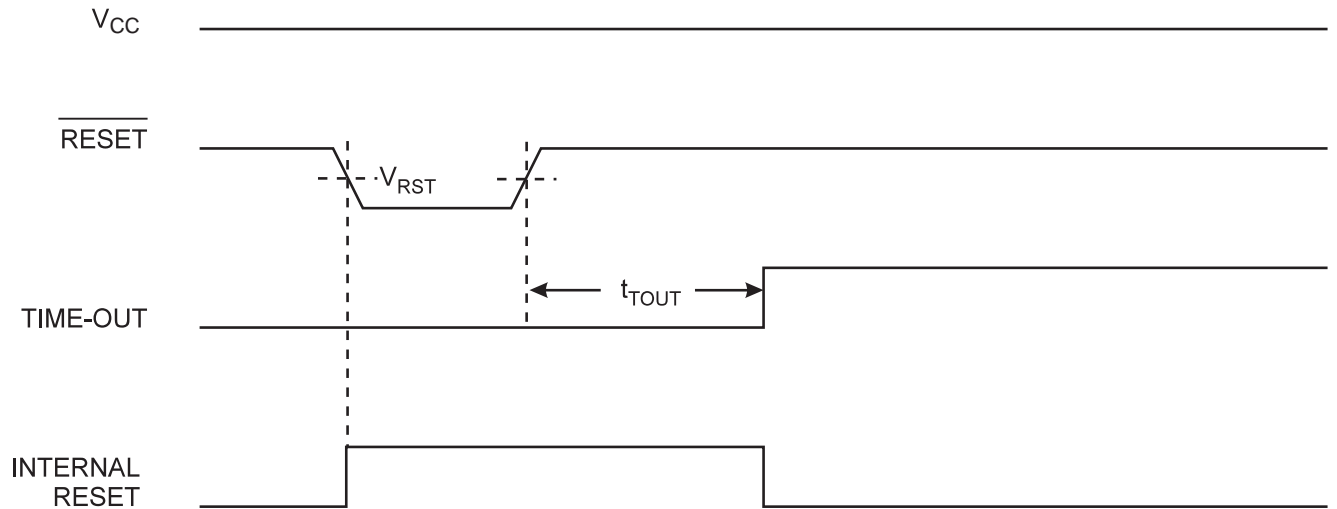 VCC
RESET
VRST
tTOUT
TIME-OUT
INTERNAL
RESET